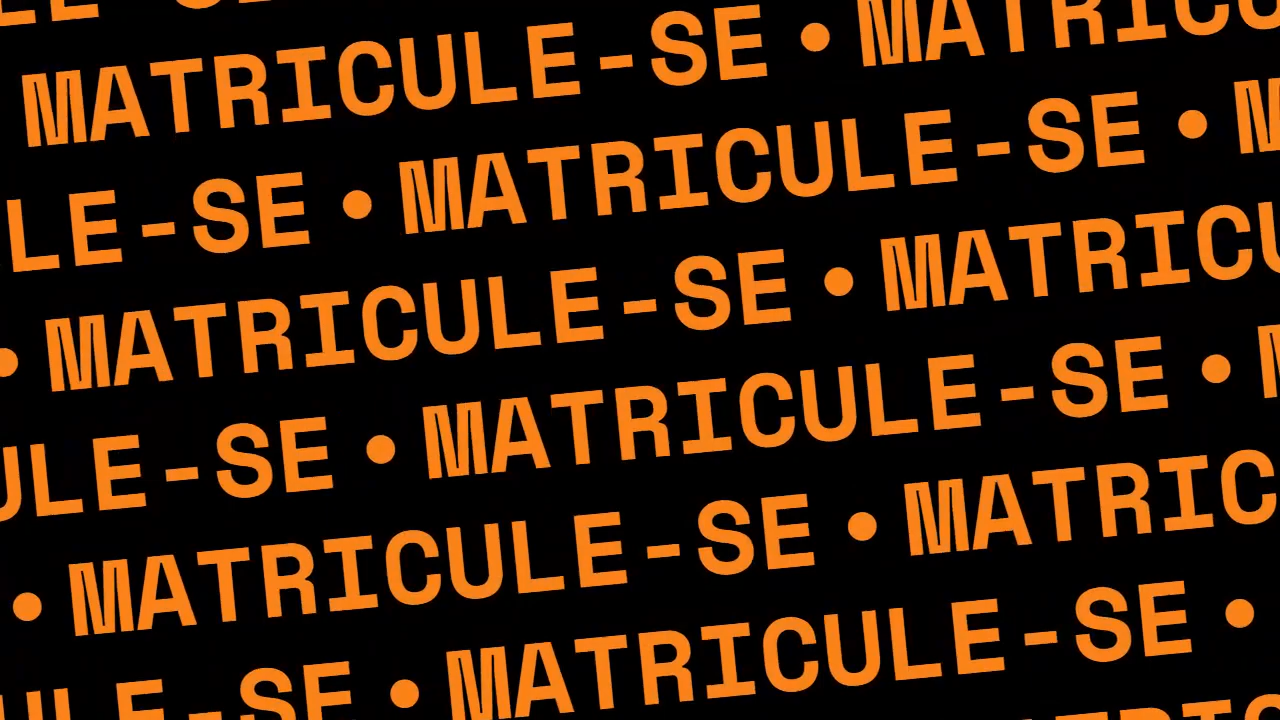 MATRICULE-SE • MATRICU
LE-SE • MATRICULE-SE • M
• MATRICULE-SE • MATRICU
ULE-SE • MATRICULE-SE • M
• MATRICULE-SE • MATRIC
ULE-SE • MATRICULE-SE •